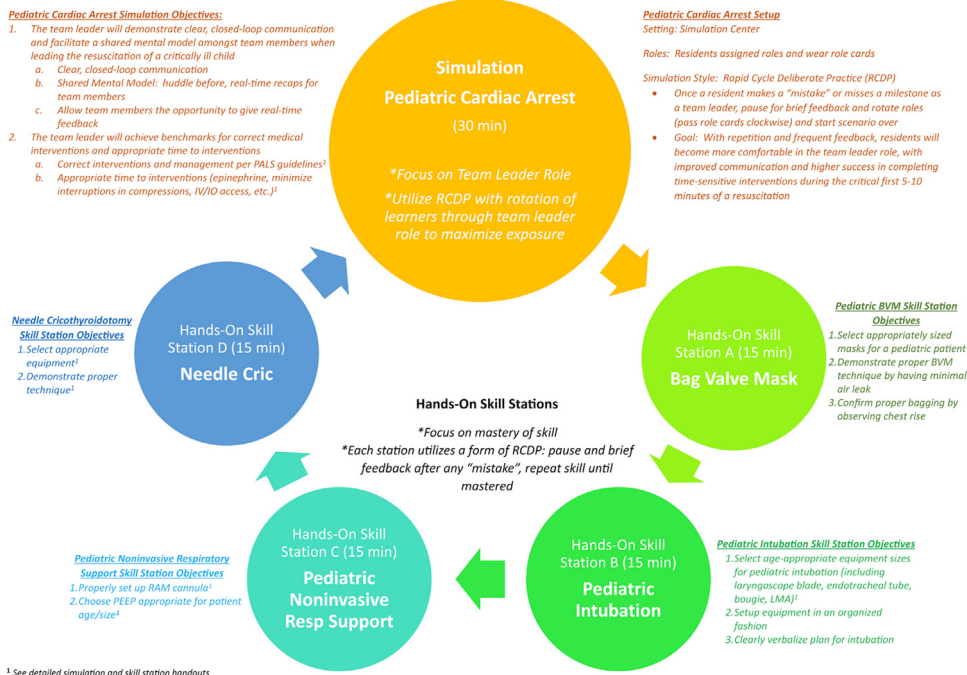 Pediatric Cardiac Arrest Simulation Objectives:
1. The team leader will demonstrate clear, closed-loop communication
and facilitate a shared mental model amongst team members when
leading the resuscitation of a critically ill child
a. Clear, closed-loop communication
b. Shared Mental Model: huddle before, real-time recaps for
team members
c. Allow team members the opportunity to give real-time
feedback
2. The team leader will achieve benchmarks for correct medical
interventions and appropriate time to interventions
a. Correct interventions and management per PALS guidelines¹
b. Appropriate time to interventions (epinephrine, minimize
interruptions in compressions, IV/IO access, etc.)¹
Simulation
Pediatric Cardiac Arrest
(30 min)
*Focus on Team Leader Role
*Utilize RCDP with rotation of
learners through team leader
role to maximize exposure
Pediatric Cardiac Arrest Setup
Setting: Simulation Center
Roles: Residents assigned roles and wear role cards
Simulation Style: Rapid Cycle Deliberate Practice (RCDP)
• Once a resident makes a “mistake” or misses a milestone as
a team leader, pause for brief feedback and rotate roles
(pass role cards clockwise) and start scenario over
• Goal: With repetition and frequent feedback, residents will
become more comfortable in the team leader role, with
improved communication and higher success in completing
time-sensitive interventions during the critical first 5-10
minutes of a resuscitation
Needle Cricothyroidotomy
Skill Station Objectives
1.Select appropriate
equipment¹
2.Demonstrate proper
technique¹
Hands-On Skill
Station D (15 min)
Needle Cric
Hands-On Skill
Station A (15 min)
Bag Valve Mask
Pediatric BVM Skill Station
Objectives
1.Select appropriately sized
masks for a pediatric patient
2.Demonstrate proper BVM
technique by having minimal
air leak
3.Confirm proper bagging by
observing chest rise
Hands-On Skill Stations
*Focus on mastery of skill
*Each station utilizes a form of RCDP: pause and brief
feedback after any “mistake”, repeat skill until
mastered
Pediatric Noninvasive Respiratory
Support Skill Station Objectives
1.Properly set up RAM cannula¹
2.Choose PEEP appropriate for patient
age/size¹
Hands-On Skill
Station C (15 min)
Pediatric
Noninvasive
Resp Support
Hands-On Skill
Station B (15 min)
Pediatric
Intubation
Pediatric Intubation Skill Station Objectives
1.Select age-appropriate equipment sizes
for pediatric intubation (including
laryngoscope blade, endotracheal tube,
bougie, LMA)¹
2.Setup equipment in an organized
fashion
3.Clearly verbalize plan for intubation
¹ See detailed simulation and skill station handouts